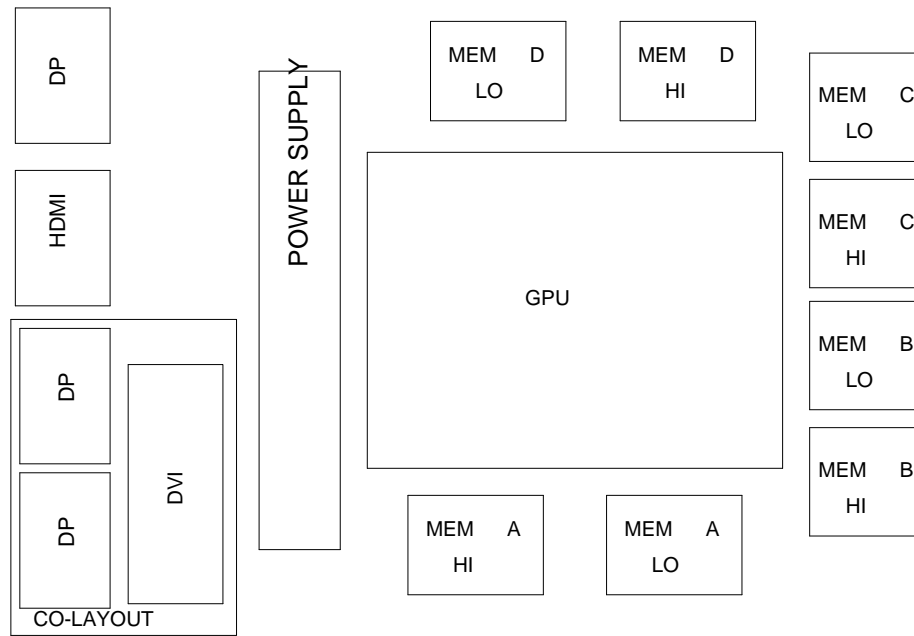 DP
HDMI
DP
DP
DVI
CO-LAYOUT
POWER SUPPLY
MEM D
LO
MEM D
HI
GPU
MEM C
LO
MEM C
HI
MEM B
LO
MEM B
HI
MEM A
HI
MEM A
LO